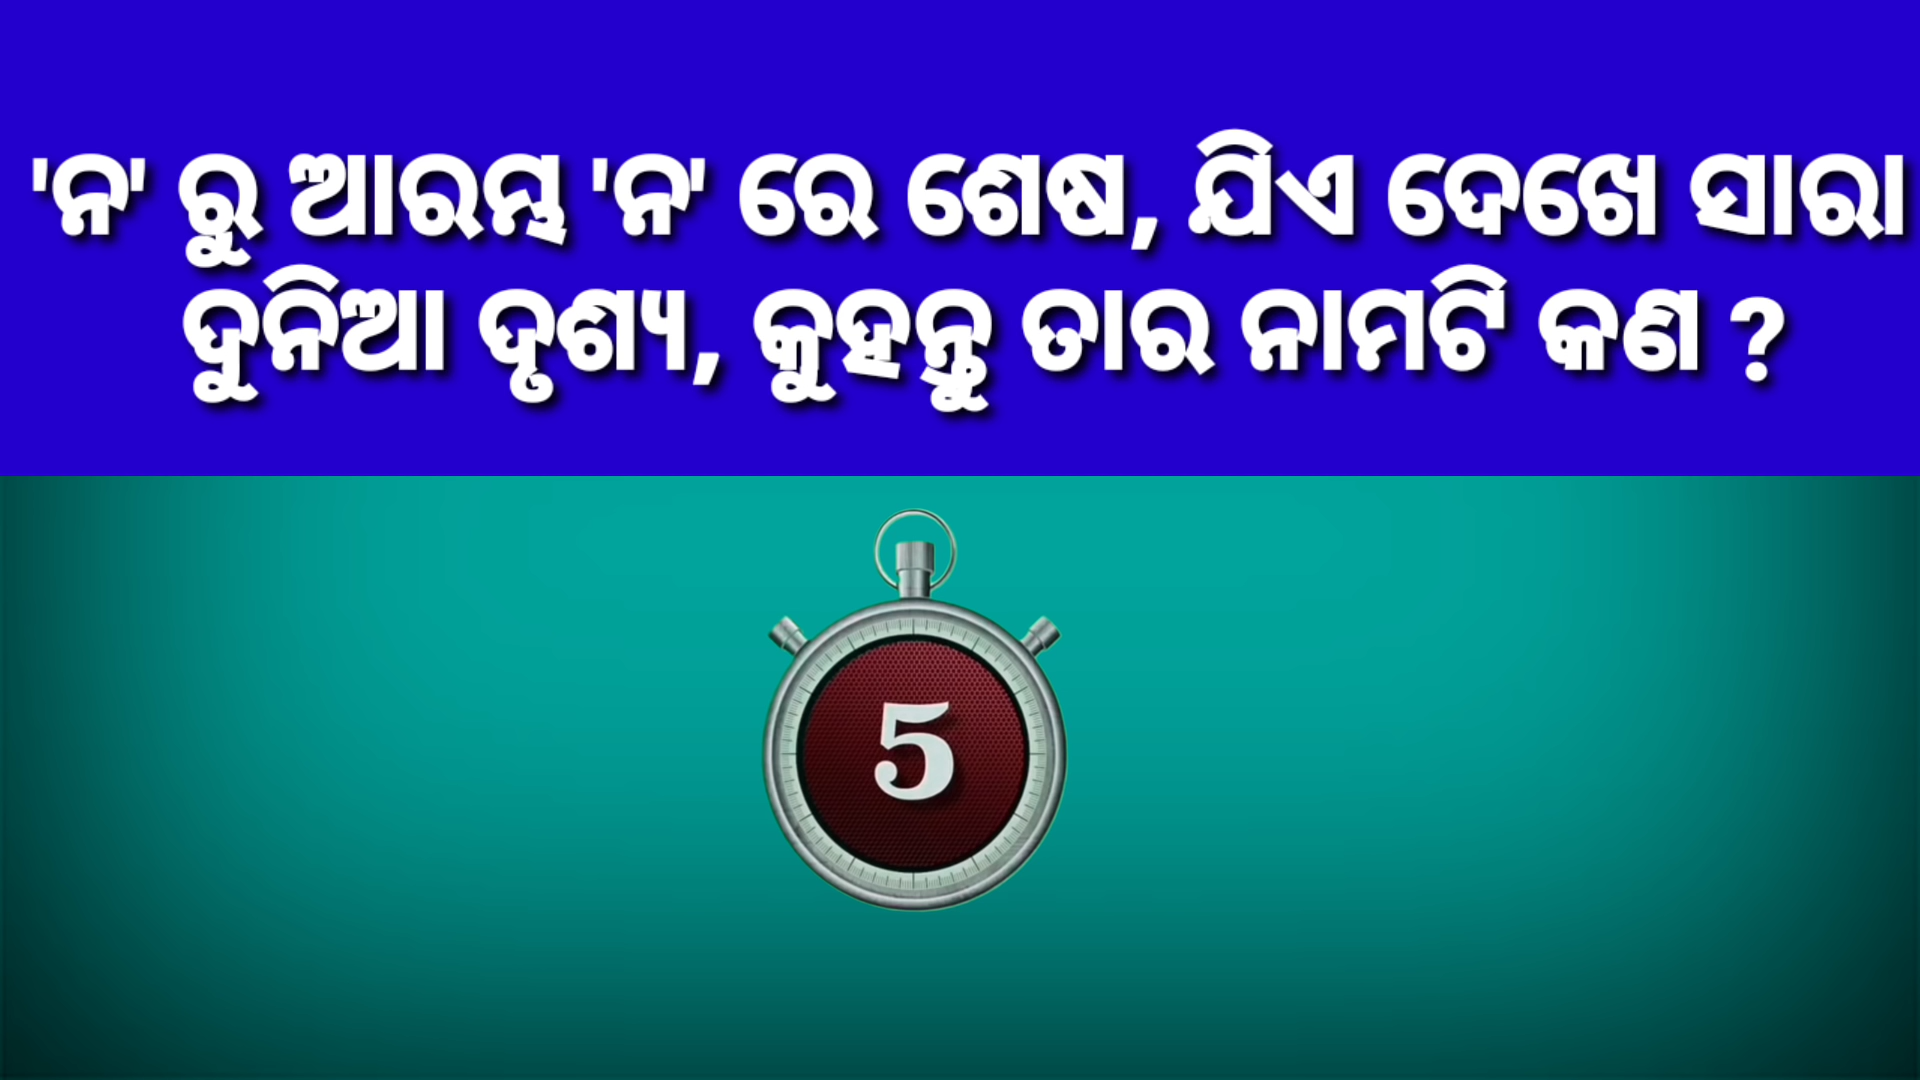 'ନ' ରୁ ଆରମ୍ଭ 'ନ' ରେ ଶେଷ, ଯିଏ ଦେଖେ ସାରା
ଦୁନିଆ ଦୃଶ୍ୟ, କୁହନ୍ତୁ ତାର ନାମଟି କଣ ?
5